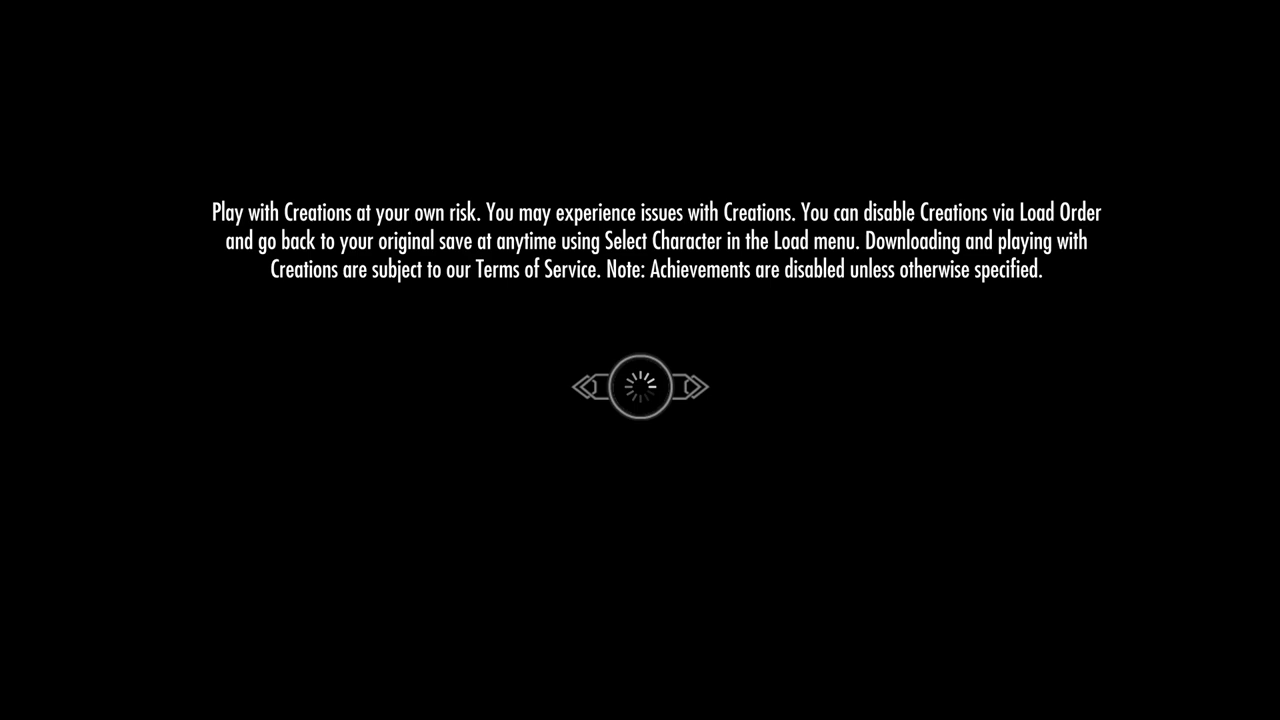 Play with Creations at your own risk. You may experience issues with Creations. You can disable Creations via Load Order
and go back to your original save at anytime using Select Character in the Load menu. Downloading and playing with
Creations are subject to our Terms of Service. Note: Achievements are disabled unless otherwise specified.